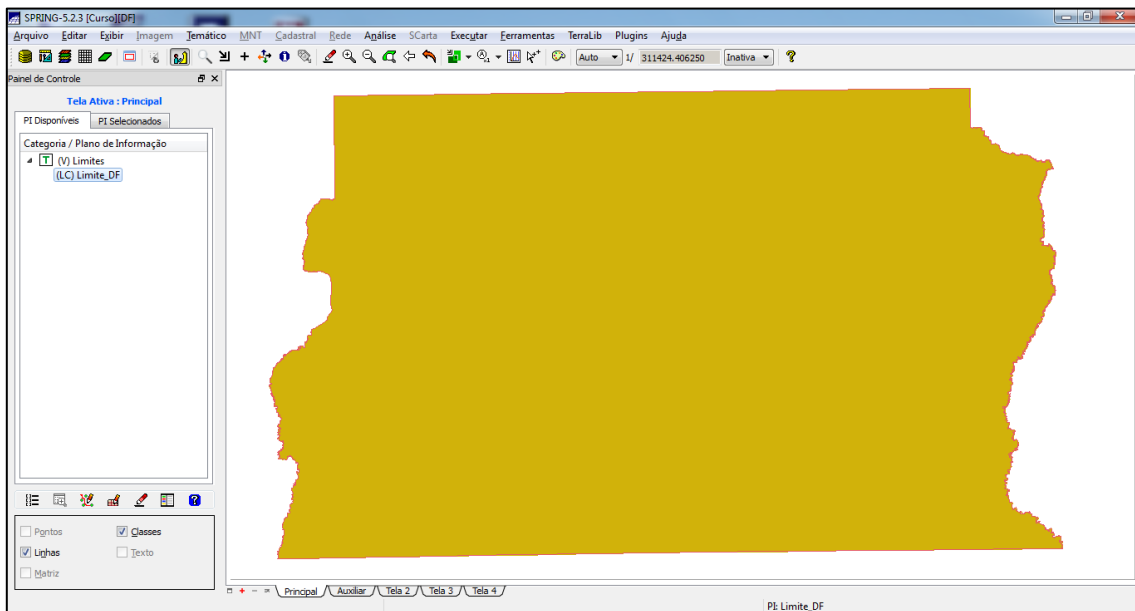 SPRING-5.2.3 [Curso][DF]
Arquivo Editar Exibir Imagem Temático MNT Cadastral Rede Análise SCarta Executar Ferramentas TerraLib Plugins Ajuda
Auto 1/ 311424.406250 Inativa ?
Painel de Controle
Tela Ativa : Principal
PI Disponíveis PI Selecionados
Categoria / Plano de Informação
T (V) Limites
(LC) Limite_DF
Pontos Classes
Linhas Texto
Matriz
Principal Auxiliar Tela 2 Tela 3 Tela 4
PI: Limite_DF